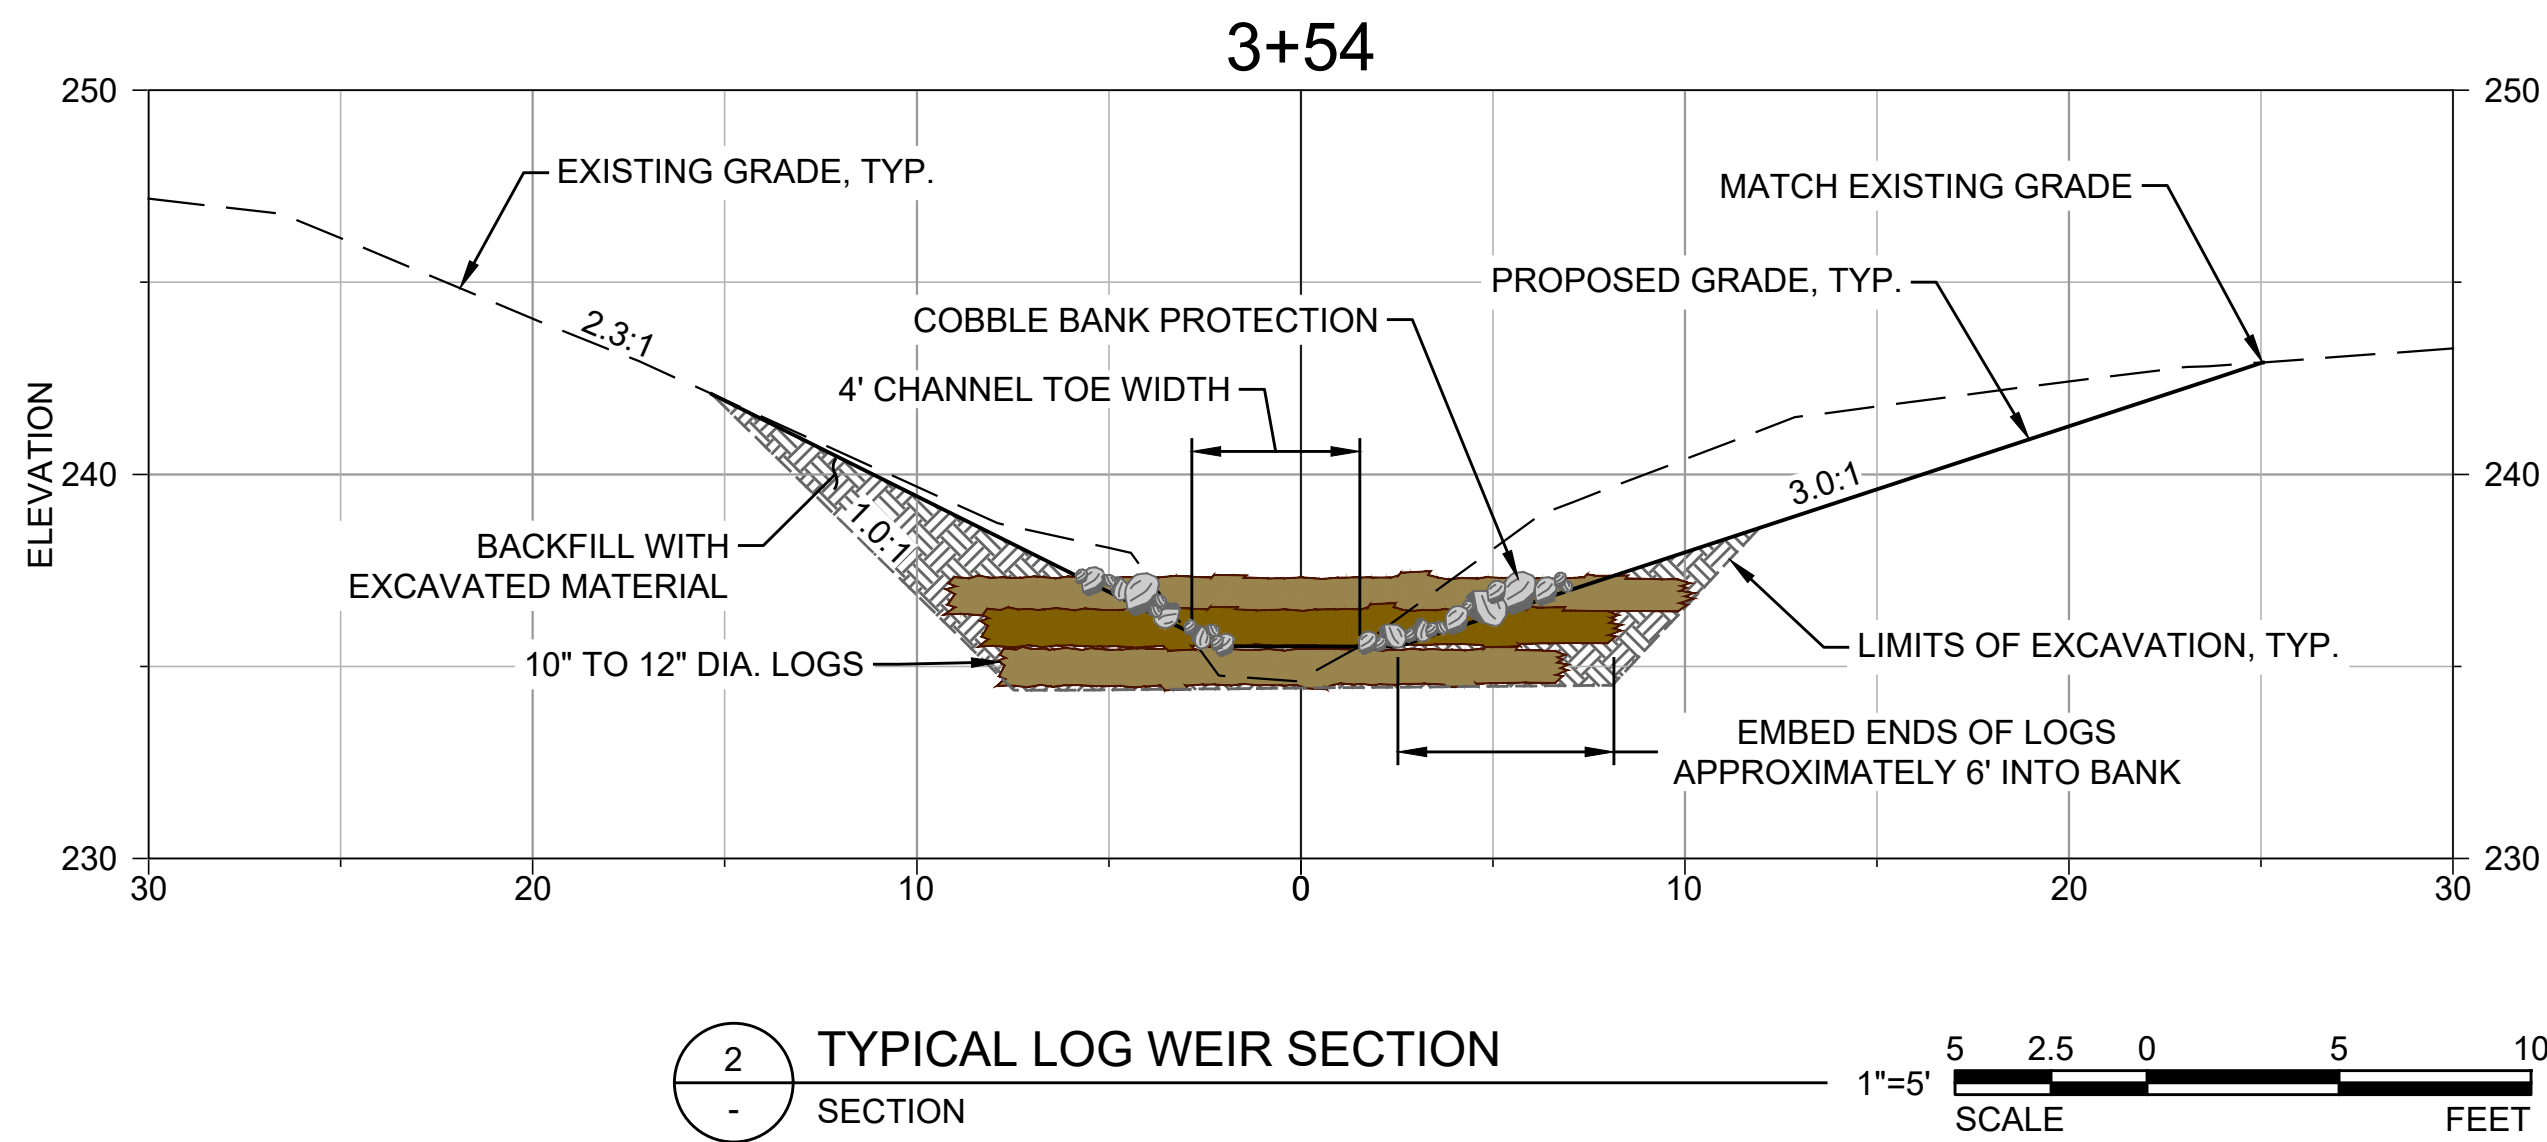 3+54
250
250
EXISTING GRADE, TYP.
MATCH EXISTING GRADE
PROPOSED GRADE, TYP.
COBBLE BANK PROTECTION
2.3:1
4' CHANNEL TOE WIDTH
ELEVATION
240
240
3.0:1
1.0:1
BACKFILL WITH
EXCAVATED MATERIAL
10" TO 12" DIA. LOGS
LIMITS OF EXCAVATION, TYP.
EMBED ENDS OF LOGS
APPROXIMATELY 6' INTO BANK
230
230
30 20 10 0 10 20 30
2
TYPICAL LOG WEIR SECTION
-
SECTION
5 2.5 0 5 10
1"=5'
SCALE FEET